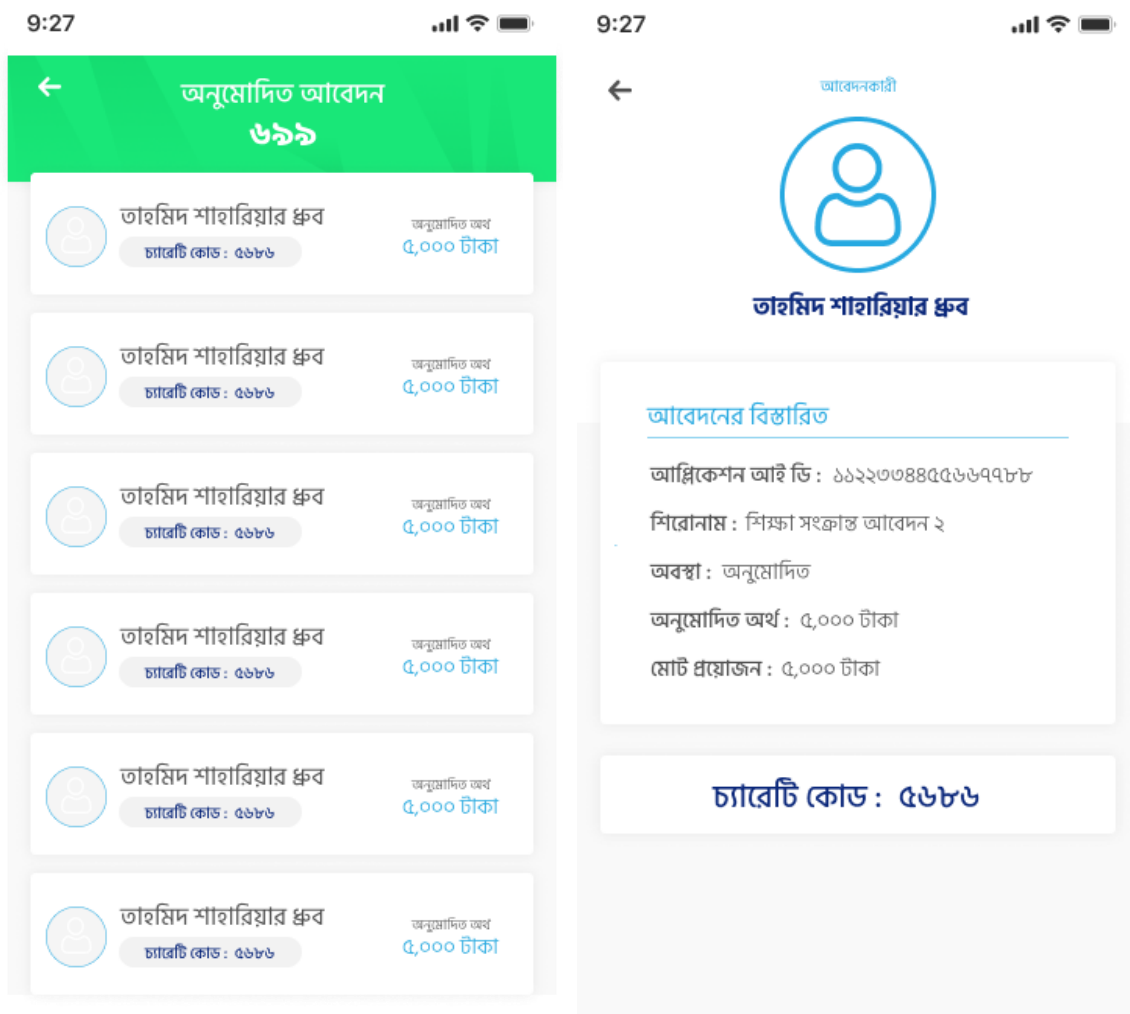 9:27
অনুমোদিত আবেদন
৬৯৯
তাহমিদ শাহারিয়ার ধ্রুব
চ্যারেটি কোড : ৫৬৮৬
অনুমোদিত অর্থ
৫,০০০ টাকা
তাহমিদ শাহারিয়ার ধ্রুব
চ্যারেটি কোড : ৫৬৮৬
অনুমোদিত অর্থ
৫,০০০ টাকা
তাহমিদ শাহারিয়ার ধ্রুব
চ্যারেটি কোড : ৫৬৮৬
অনুমোদিত অর্থ
৫,০০০ টাকা
তাহমিদ শাহারিয়ার ধ্রুব
চ্যারেটি কোড : ৫৬৮৬
অনুমোদিত অর্থ
৫,০০০ টাকা
তাহমিদ শাহারিয়ার ধ্রুব
চ্যারেটি কোড : ৫৬৮৬
অনুমোদিত অর্থ
৫,০০০ টাকা
তাহমিদ শাহারিয়ার ধ্রুব
চ্যারেটি কোড : ৫৬৮৬
অনুমোদিত অর্থ
৫,০০০ টাকা
9:27
আবেদনকারী
তাহমিদ শাহারিয়ার ধ্রুব
আবেদনের বিস্তারিত
আপ্লিকেশন আই ডি : ১১২২৩৩৪৪৫৫৬৬৭৭৮৮
শিরোনাম : শিক্ষা সংক্রান্ত আবেদন ২
অবস্থা : অনুমোদিত
অনুমোদিত অর্থ : ৫,০০০ টাকা
মোট প্রয়োজন : ৫,০০০ টাকা
চ্যারেটি কোড : ৫৬৮৬